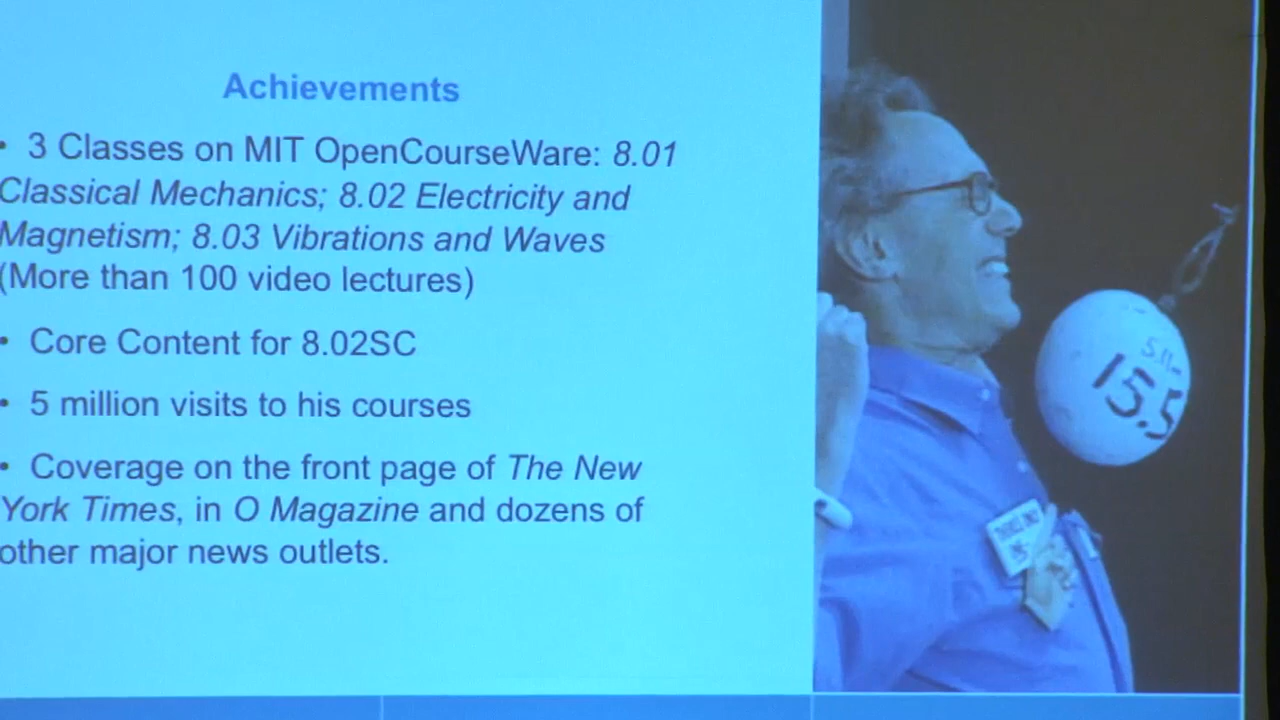 Achievements
• 3 Classes on MIT OpenCourseWare: 8.01
Classical Mechanics; 8.02 Electricity and
Magnetism; 8.03 Vibrations and Waves
(More than 100 video lectures)
• Core Content for 8.02SC
• 5 million visits to his courses
• Coverage on the front page of The New
York Times, in O Magazine and dozens of
other major news outlets.
15.5